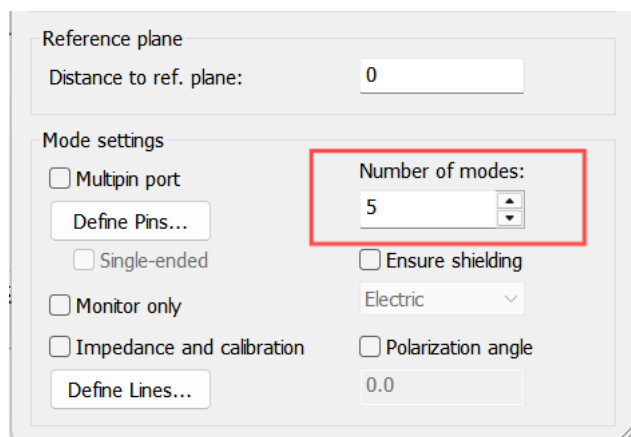 Reference plane
Distance to ref. plane:
0
Mode settings
Multipin port
Number of modes:
5
Define Pins...
Single-ended
Ensure shielding
Monitor only
Electric
Impedance and calibration
Polarization angle
Define Lines...
0.0